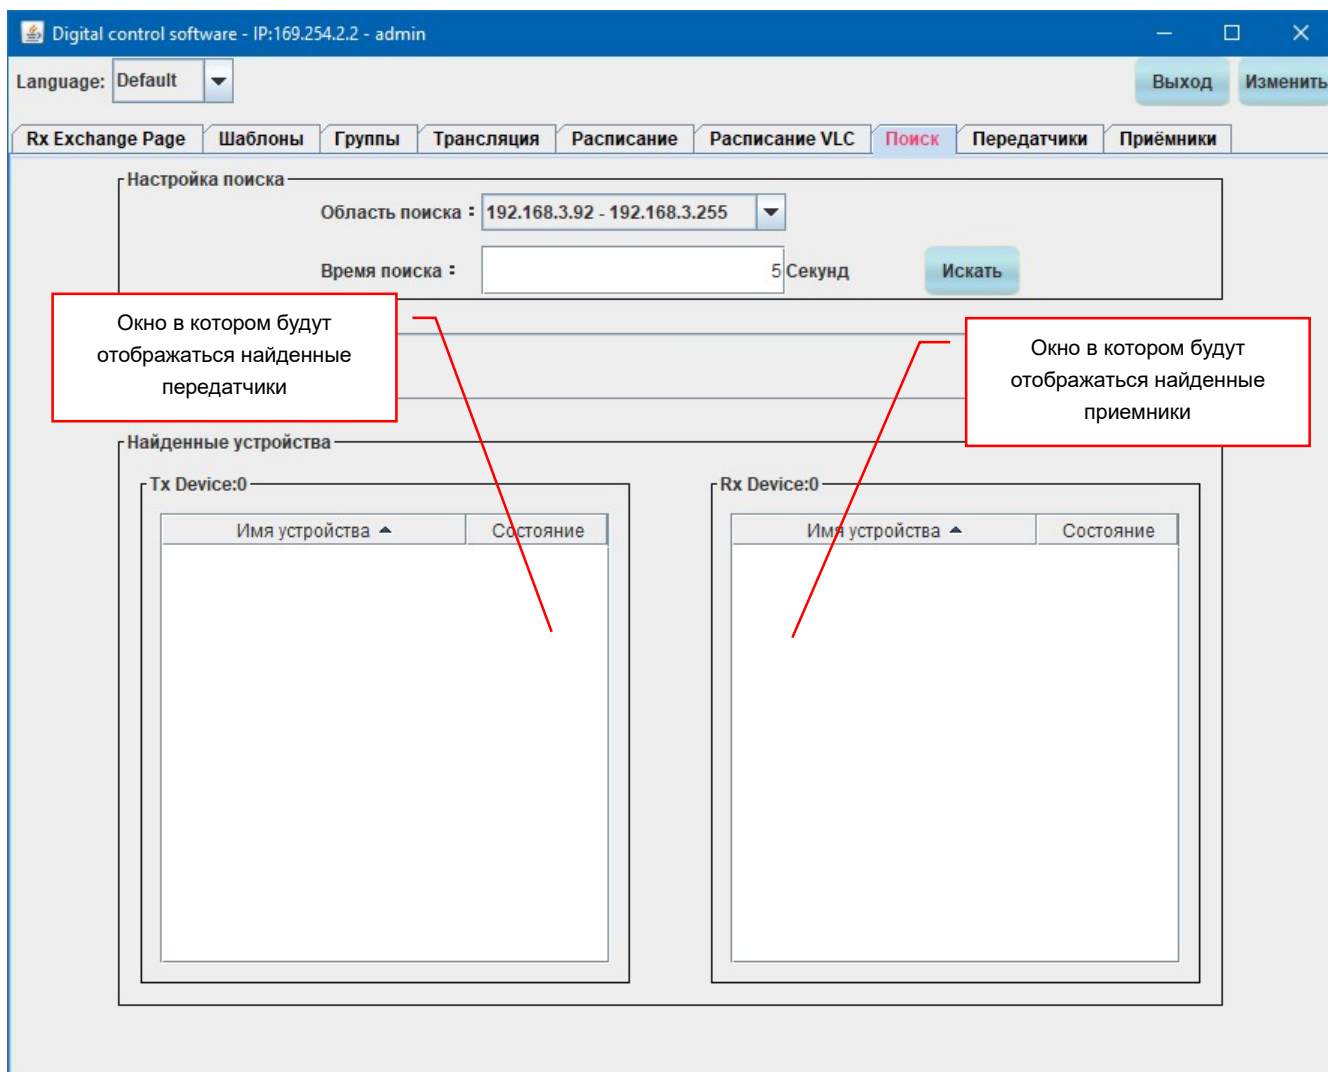 Digital control software - IP:169.254.2.2 - admin
Language: Default
Выход Изменить
Rx Exchange Page Шаблоны Группы Трансляция Расписание Расписание VLC Поиск Передатчики Приёмники
Настройка поиска
Область поиска : 192.168.3.92 - 192.168.3.255
Время поиска : 5 Секунд Искать
Окно в котором будут
отображаться найденные
передатчики
Окно в котором будут
отображаться найденные
приемники
Найденные устройства
Tx Device:0
Имя устройства Состояние
Rx Device:0
Имя устройства Состояние